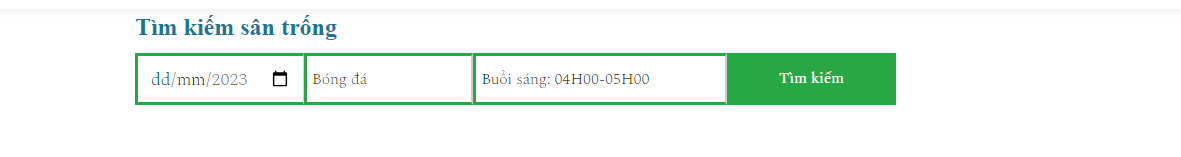 Tìm kiếm sân trống
dd/mm/2023 Bóng đá Buổi sáng: 04H00-05H00 Tìm kiếm